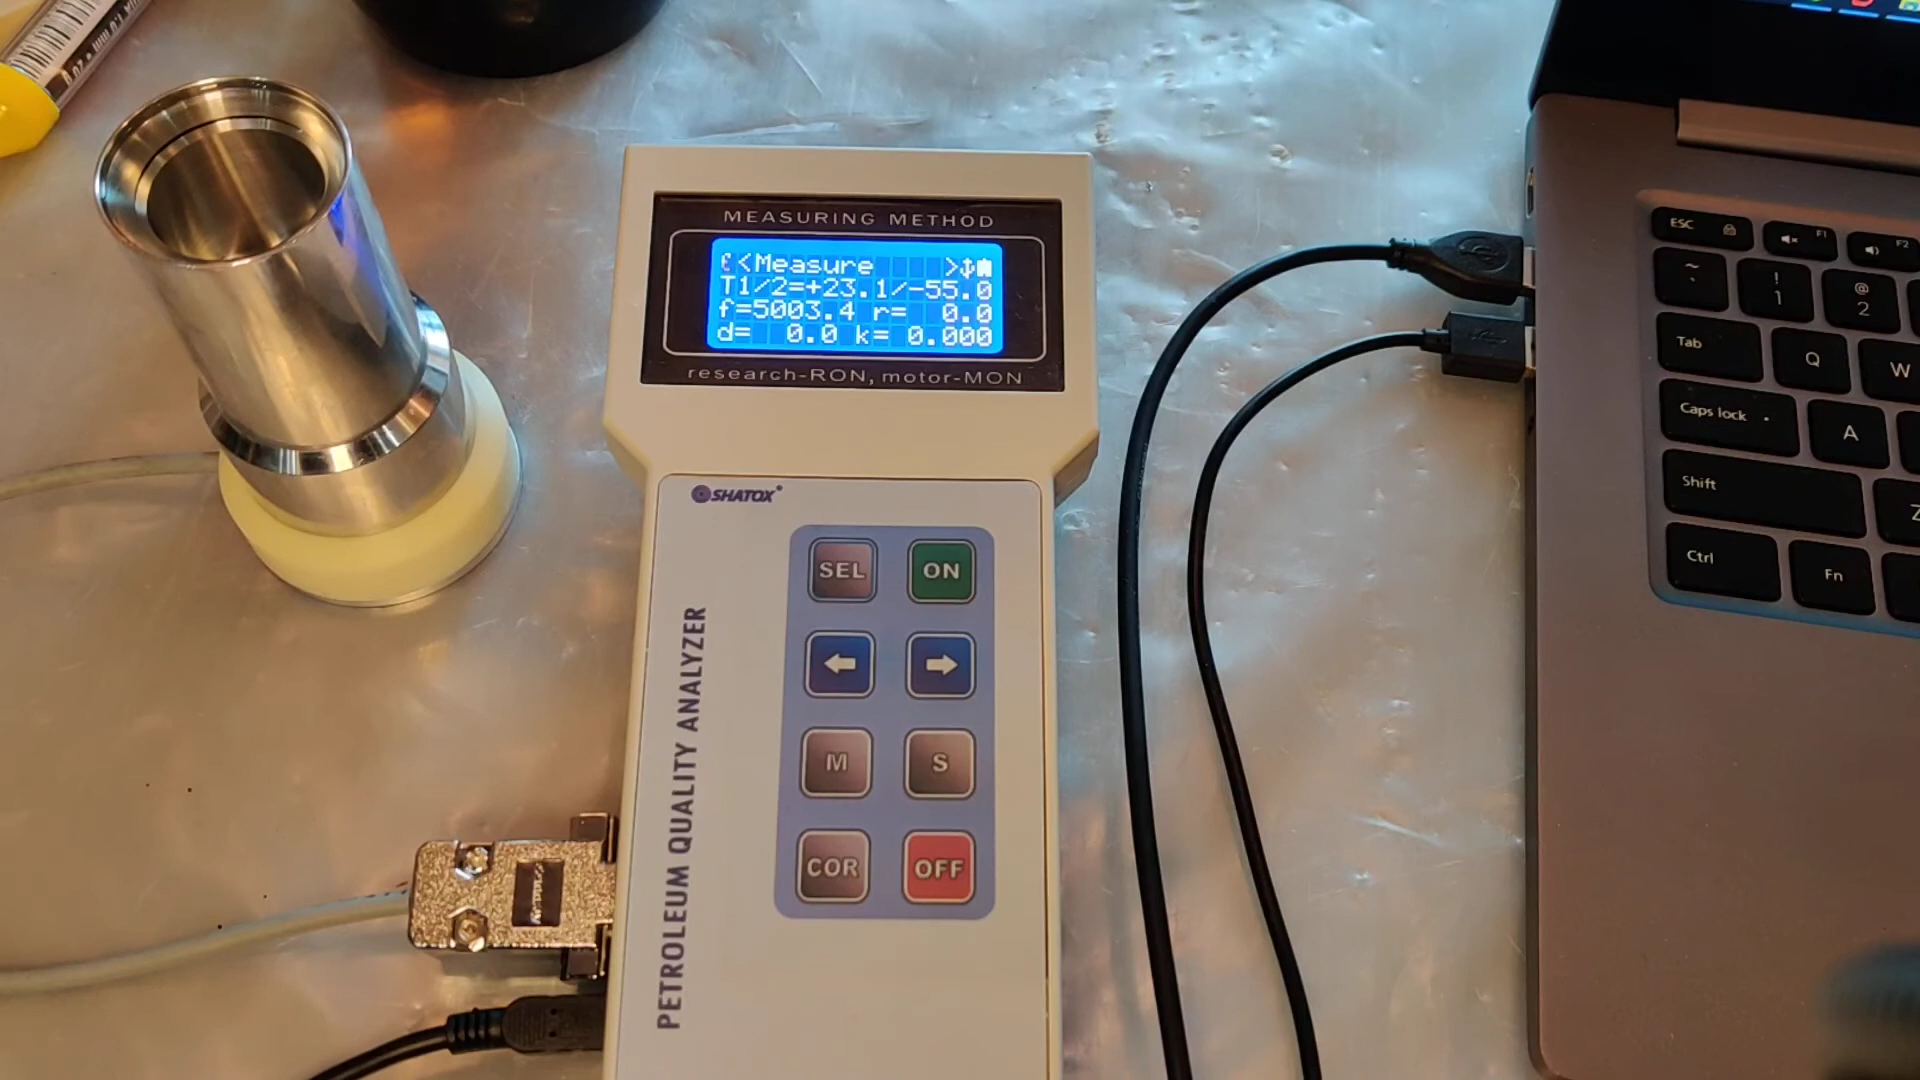 MEASURING METHOD
<Measure >
T1/2=+23.1/-55.0
f=5003.4 r= 0.0
d= 0.0 k= 0.000
research-RON, motor-MON
SHATOX
SEL
ON
M
S
COR
OFF
PETROLEUM QUALITY ANALYZER
ESC
F1
F2
~
!
1
@
2
Tab
Q
W
Caps lock
A
Shift
Z
Ctrl
Fn